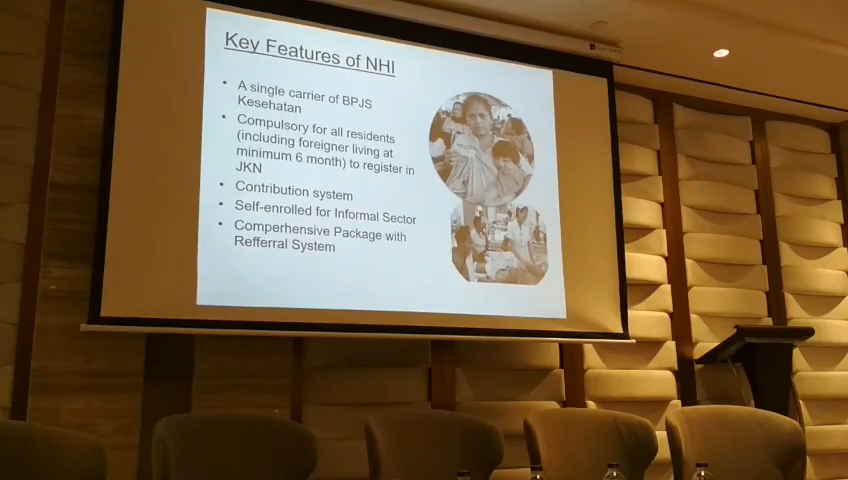 Key Features of NHI
• A single carrier of BPJS
Kesehatan
• Compulsory for all residents
(including foreigner living at
minimum 6 month) to register in
JKN
• Contribution system
• Self-enrolled for Informal Sector
• Comperhensive Package with
Refferral System